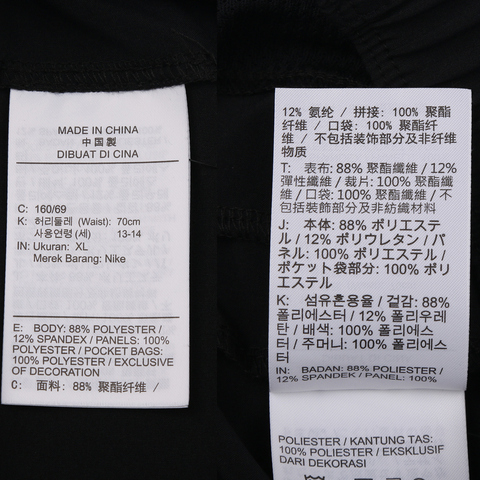 MADE IN CHINA
中国製
DIBUAT DI CINA
C: 160/69
K: 허리둘레 (Waist): 70cm
사용연령 (세) 13-14
IN: Ukuran: XL
Merek Barang: Nike
E: BODY: 88% POLYESTER /
12% SPANDEX / PANELS: 100%
POLYESTER / POCKET BAGS:
100% POLYESTER / EXCLUSIVE
OF DECORATION
C: 面料: 88% 聚酯纤维 /
12% 氨纶 / 拼接: 100% 聚酯
纤维 / 口袋: 100% 聚酯纤维 /
不包括装饰部分及非纤维
物质
T: 表布: 88% 聚酯纖維 / 12%
彈性纖維 / 裁片: 100% 聚酯
纖維 / 口袋: 100% 聚酯纖維 / 不
包括裝飾部分及非紡織材料
J: 本体: 88% ポリエステ
ル / 12% ポリウレタン / パ
ネル: 100% ポリエステル /
ポケット袋部分: 100% ポリ
エステル
K: 섬유혼용율 / 겉감: 88%
폴리에스터 / 12% 폴리우레
탄 / 배색: 100% 폴리에스
터 / 주머니: 100% 폴리에
스터
IN: BADAN: 88% POLIESTER /
12% SPANDEK / PANEL: 100%
POLIESTER / KANTUNG TAS:
100% POLIESTER / EKSKLUSIF
DARI DEKORASI